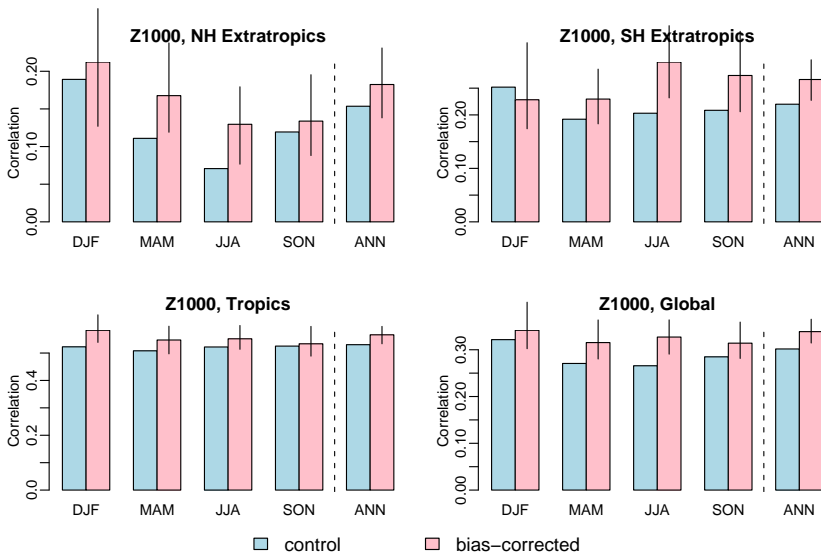 Z1000, NH Extratropics
Correlation
0.00
0.10
0.20
DJF
MAM
JJA
SON
ANN
Z1000, SH Extratropics
Correlation
0.00
0.10
0.20
DJF
MAM
JJA
SON
ANN
Z1000, Tropics
Correlation
0.0
0.2
0.4
DJF
MAM
JJA
SON
ANN
Z1000, Global
Correlation
0.00
0.10
0.20
0.30
DJF
MAM
JJA
SON
ANN
control
bias−corrected